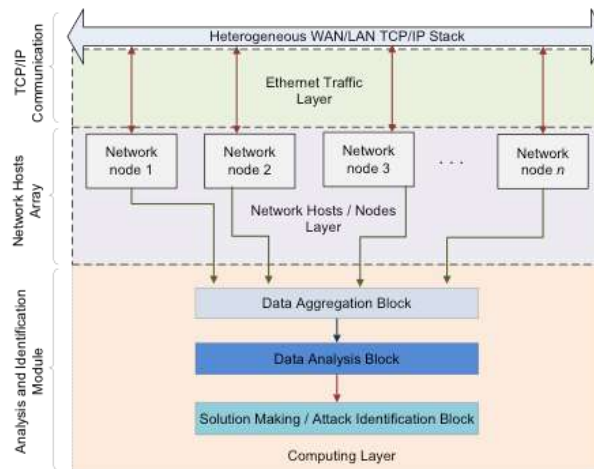 Heterogeneous WAN/LAN TCP/IP Stack
TCP/IP
Communication
Ethernet Traffic
Layer
Network Hosts
Array
Network
node 1
Network
node 2
Network
node 3
. . .
Network
node n
Network Hosts / Nodes
Layer
Analysis and Identification
Module
Data Aggregation Block
Data Analysis Block
Solution Making / Attack Identification Block
Computing Layer